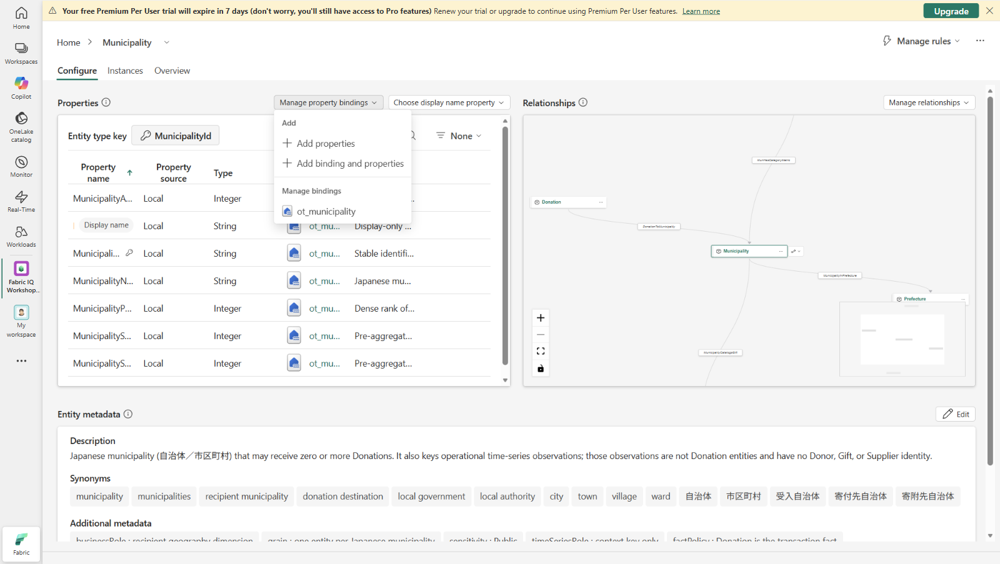 Your free Premium Per User trial will expire in 7 days (don't worry, you'll still have access to Pro features) Renew your trial or upgrade to continue using Premium Per User features. Learn more
Upgrade
Home
Workspaces
Copilot
OneLake
catalog
Monitor
Real-Time
Workloads
Fabric IQ
Workshop...
My
workspace
Fabric
Home
Municipality
Manage rules
Configure
Instances
Overview
Properties
Manage property bindings
Choose display name property
Add
Add properties
Add binding and properties
Manage bindings
ot_municipality
Entity type key
MunicipalityId
None
Property
name
Property
source
Type
MunicipalityA... Local Integer
Display name Local String ot_mu... Display-only ...
Municipali... Local String ot_mu... Stable identifi...
MunicipalityN... Local String ot_mu... Japanese mu...
MunicipalityP... Local Integer ot_mu... Dense rank of...
MunicipalityS... Local Integer ot_mu... Pre-aggregat...
MunicipalityS... Local Integer ot_mu... Pre-aggregat...
Relationships
Manage relationships
MuniHasCategoryMetric
Donation
DonationToMunicipality
Municipality
MunicipalityInPrefecture
Prefecture
MunicipalityCatalogsGift
Entity metadata
Edit
Description
Japanese municipality (自治体／市区町村) that may receive zero or more Donations. It also keys operational time-series observations; those observations are not Donation entities and have no Donor, Gift, or Supplier identity.
Synonyms
municipality municipalities recipient municipality donation destination local government local authority city town village ward 自治体 市区町村 受入自治体 寄付先自治体 寄附先自治体
Additional metadata
businessRole : recipient geography dimension grain : one entity per Japanese municipality sensitivity : Public timeSeriesRole : context key only factPolicy : Donation is the transaction fact